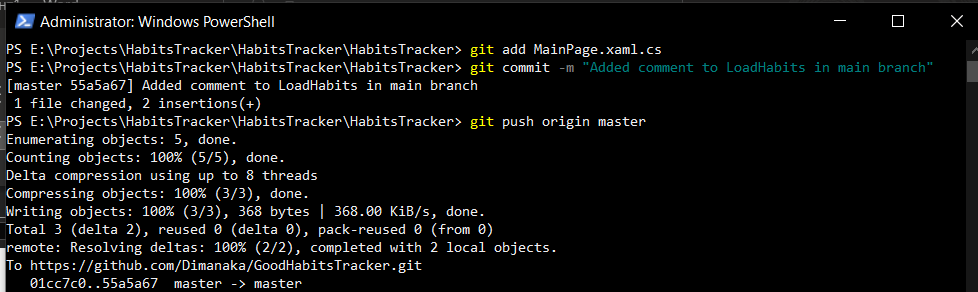 Administrator: Windows PowerShell
PS E:\Projects\HabitsTracker\HabitsTracker\HabitsTracker> git add MainPage.xaml.cs
PS E:\Projects\HabitsTracker\HabitsTracker\HabitsTracker> git commit -m "Added comment to LoadHabits in main branch"
[master 55a5a67] Added comment to LoadHabits in main branch
 1 file changed, 2 insertions(+)
PS E:\Projects\HabitsTracker\HabitsTracker\HabitsTracker> git push origin master
Enumerating objects: 5, done.
Counting objects: 100% (5/5), done.
Delta compression using up to 8 threads
Compressing objects: 100% (3/3), done.
Writing objects: 100% (3/3), 368 bytes | 368.00 KiB/s, done.
Total 3 (delta 2), reused 0 (delta 0), pack-reused 0 (from 0)
remote: Resolving deltas: 100% (2/2), completed with 2 local objects.
To https://github.com/Dimanaka/GoodHabitsTracker.git
   01cc7c0..55a5a67  master -> master